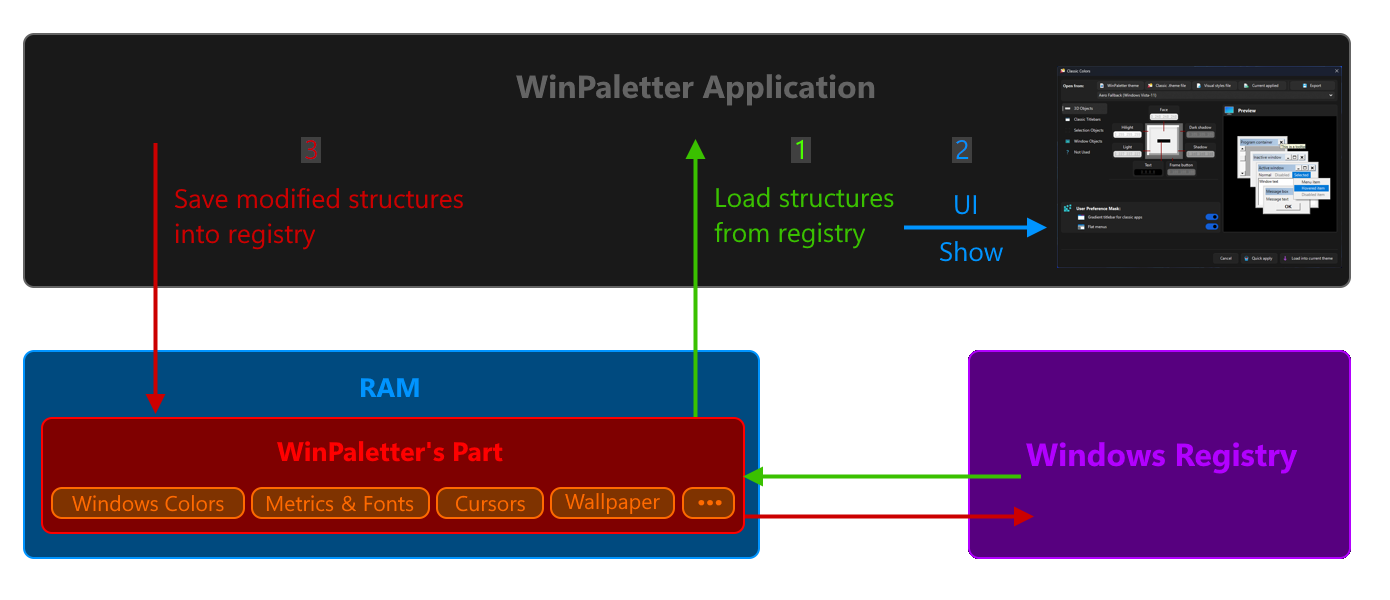 WinPaletter Application
3
Save modified structures
into registry
1
Load structures
from registry
2
UI
Show
Classic Colors
Open from:
WinPaletter theme
Classic .theme file
Visual styles file
Current applied
Export
Aero Fallback (Windows Vista-11)
3D Objects
Classic Titlebars
Selection Objects
Window Objects
Not Used
Face
Hilight
Dark shadow
Light
Shadow
Text
Frame button
Preview
Program container
Inactive window
Active window
Normal Disabled Selected
Window text
Menu item
Hovered item
Disabled item
Message box
Message text
OK
User Preference Mask:
Gradient titlebar for classic apps
Flat menus
Cancel
Quick apply
Load into current theme
RAM
WinPaletter's Part
Windows Colors
Metrics & Fonts
Cursors
Wallpaper
•••
Windows Registry